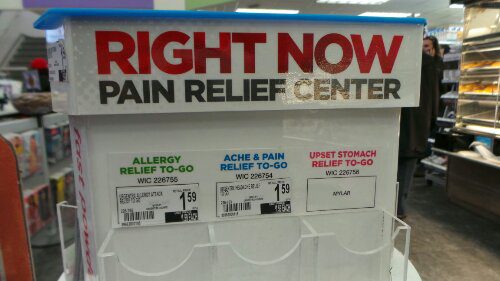 RIGHT NOW
PAIN RELIEF CENTER
ALLERGY
RELIEF TO-GO
WIC 226755
ACHE & PAIN
RELIEF TO-GO
WIC 226754
UPSET STOMACH
RELIEF TO-GO
WIC 226756
1 59
1 59
MYLAR